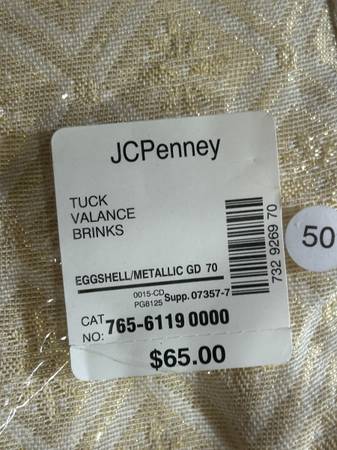 JCPenney
TUCK
VALANCE
BRINKS
EGGSHELL/METALLIC GD 70
0015-CD
PG8125 Supp. 07357-7
CAT. NO: 765-6119 0000
$65.00
732 9269 70
50